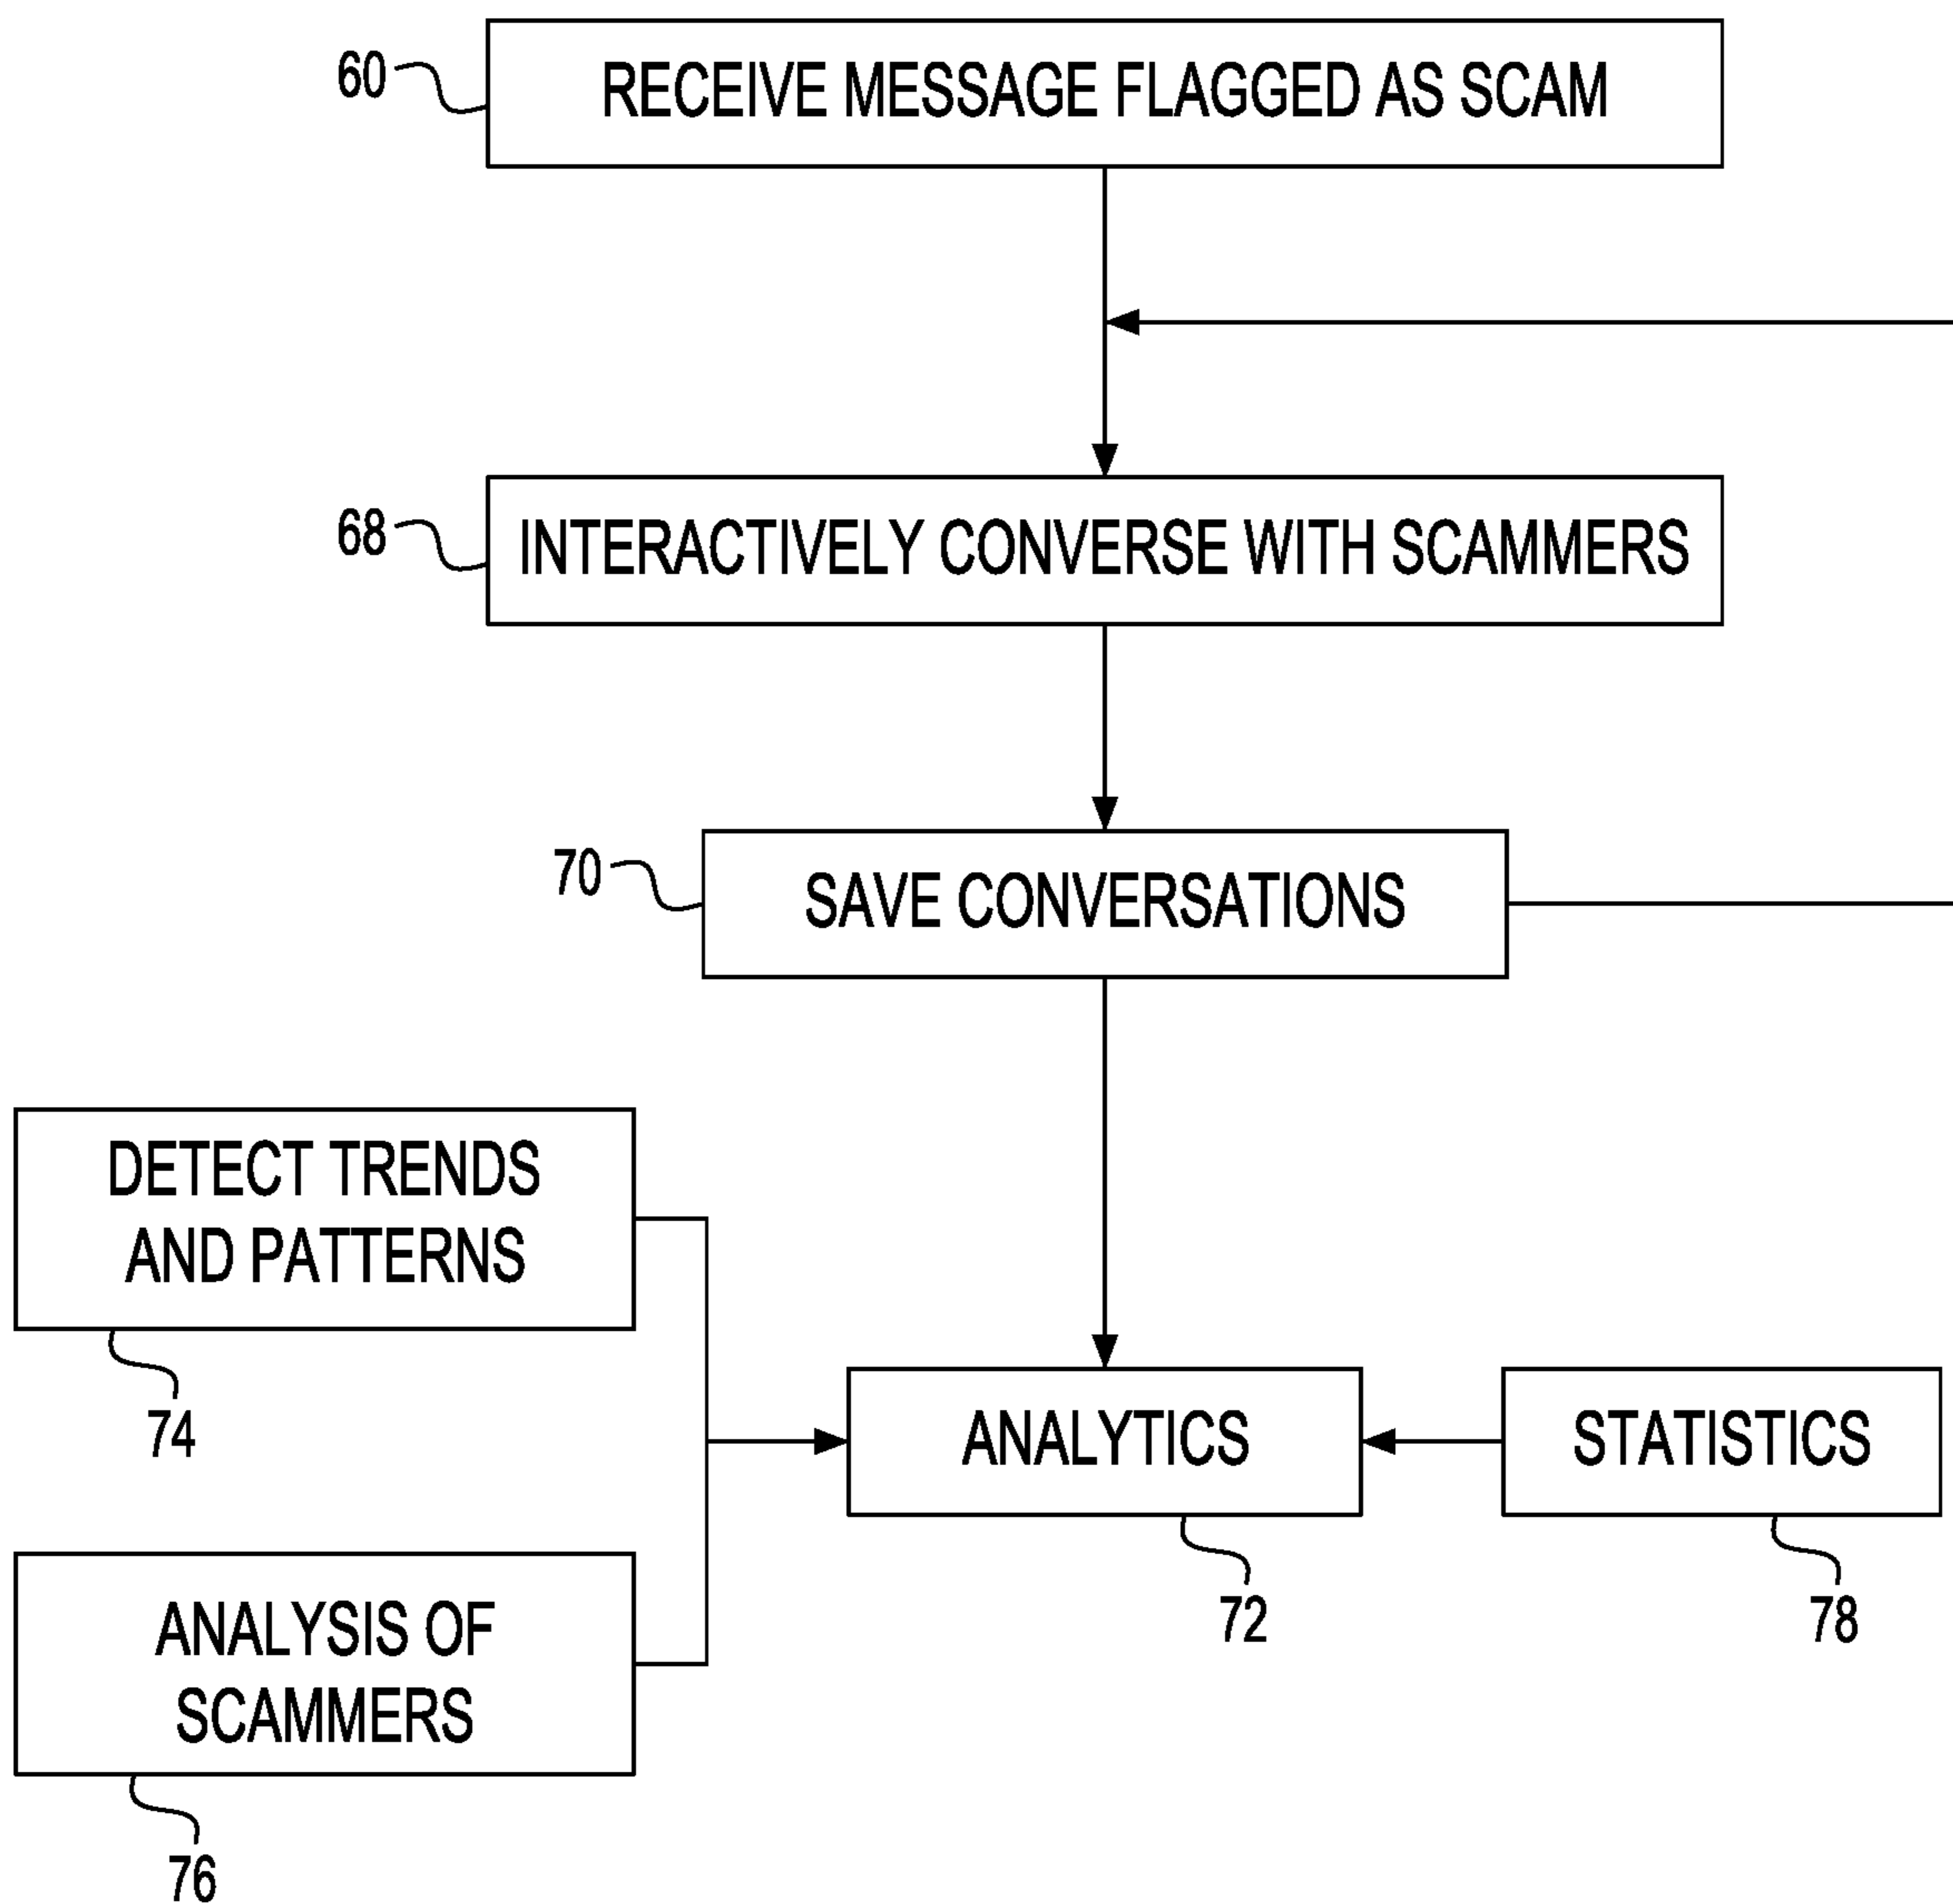 60
RECEIVE MESSAGE FLAGGED AS SCAM
68
INTERACTIVELY CONVERSE WITH SCAMMERS
70
SAVE CONVERSATIONS
DETECT TRENDS
AND PATTERNS
74
ANALYTICS
72
STATISTICS
78
ANALYSIS OF
SCAMMERS
76